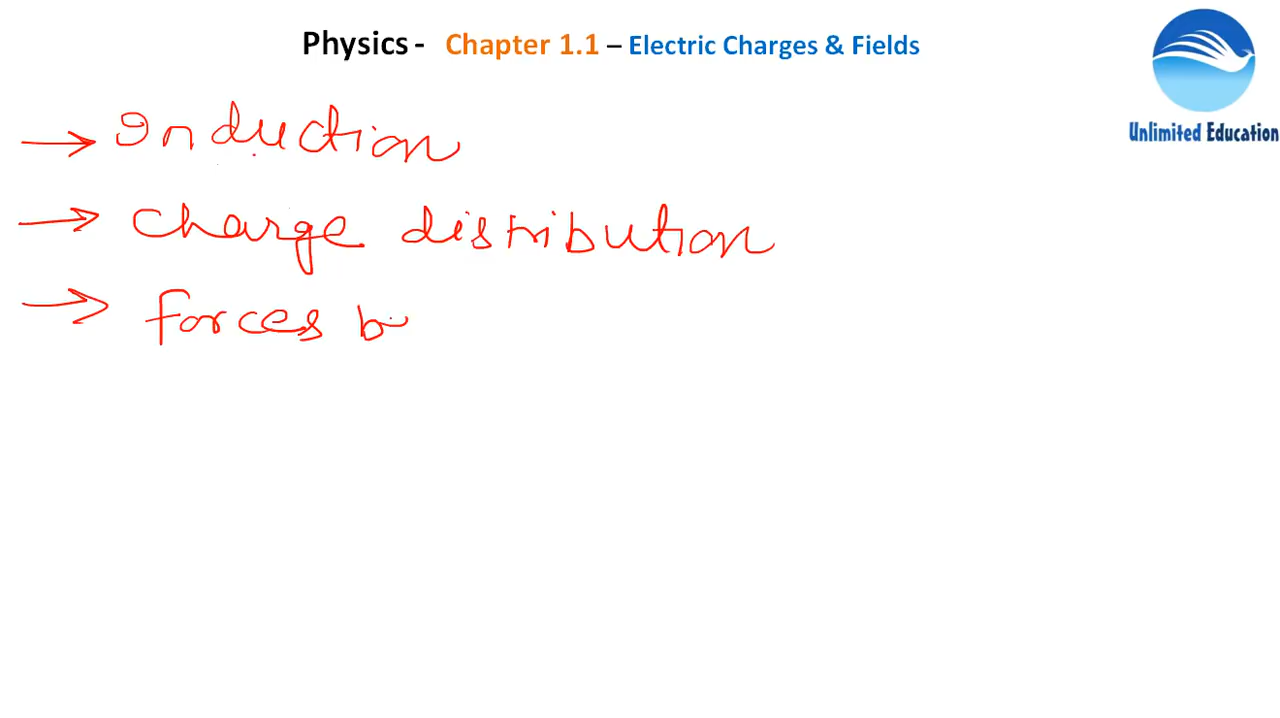 Physics - Chapter 1.1 – Electric Charges & Fields
Unlimited Education
→ Induction
→ Charge distribution
→ forces b